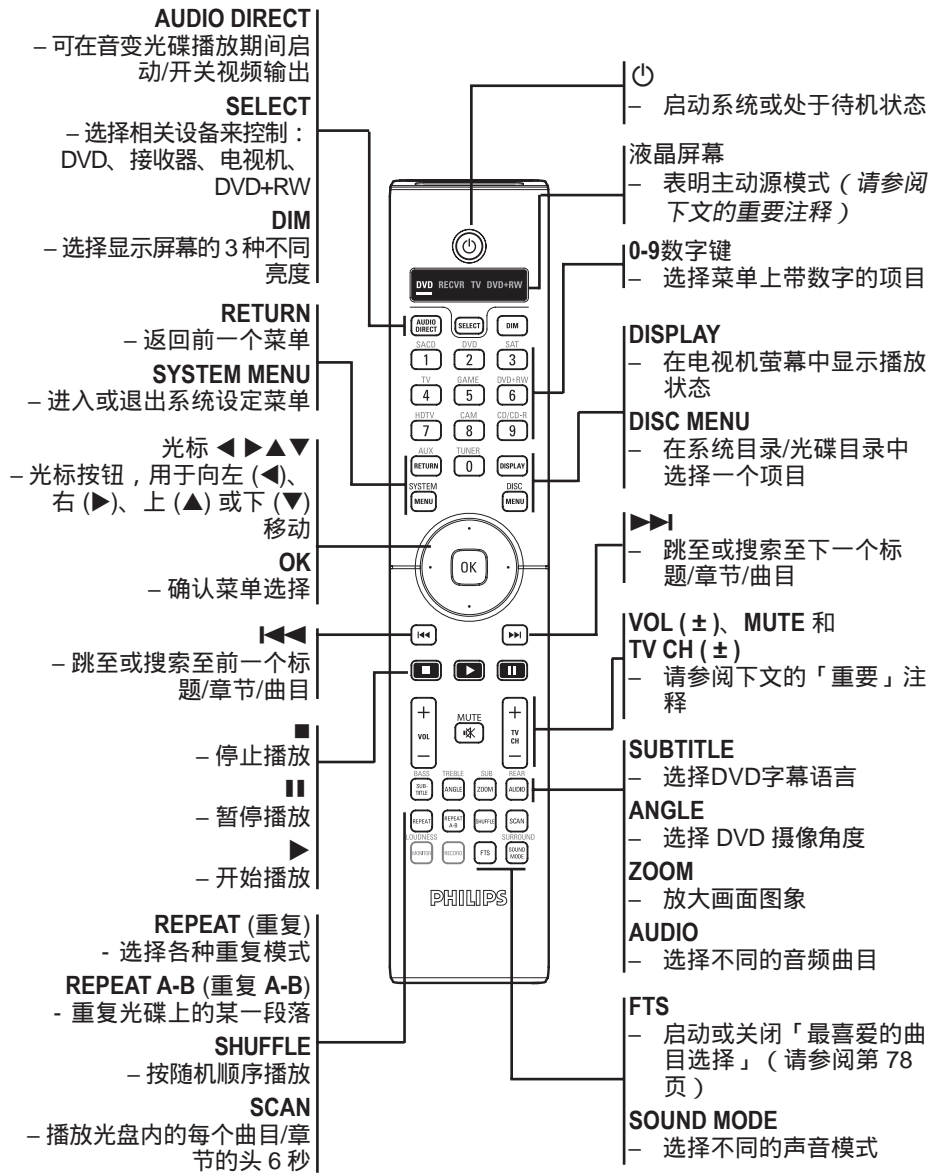 AUDIO DIRECT
– 可在音变光碟播放期间启
动/开关视频输出
SELECT
– 选择相关设备来控制：
DVD、接收器、电视机、
DVD+RW
DIM
– 选择显示屏幕的 3 种不同
亮度
RETURN
– 返回前一个菜单
SYSTEM MENU
– 进入或退出系统设定菜单
光标 ◀ ▶▲▼
– 光标按钮，用于向左 (◀)、
右 (▶)、上 (▲) 或下 (▼)
移动
OK
– 确认菜单选择
I◀◀
– 跳至或搜索至前一个标
题/章节/曲目
■
– 停止播放
❚❚
– 暂停播放
▶
– 开始播放
REPEAT (重复)
- 选择各种重复模式
REPEAT A-B (重复 A-B)
- 重复光碟上的某一段落
SHUFFLE
– 按随机顺序播放
SCAN
– 播放光盘内的每个曲目/章
节的头 6 秒
DVD RECVR TV DVD+RW
AUDIO
DIRECT
SELECT
DIM
SACD DVD SAT
1 2 3
TV GAME DVD+RW
4 5 6
HDTV CAM CD/CD-R
7 8 9
AUX TUNER
RETURN 0 DISPLAY
SYSTEM DISC
MENU MENU
OK
MUTE
+ +
VOL
TV
CH
– –
BASS TREBLE SUB REAR
SUB-
TITLE
ANGLE ZOOM AUDIO
REPEAT
REPEAT
A-B
SHUFFLE SCAN
LOUDNESS SURROUND
MONITOR RECORD FTS
SOUND
MODE
PHILIPS
⏻
– 启动系统或处于待机状态
液晶屏幕
– 表明主动源模式（请参阅
下文的重要注释）
0-9数字键
– 选择菜单上带数字的项目
DISPLAY
– 在电视机萤幕中显示播放
状态
DISC MENU
– 在系统目录/光碟目录中
选择一个项目
▶▶I
– 跳至或搜索至下一个标
题/章节/曲目
VOL ( ± )、MUTE 和
TV CH ( ± )
– 请参阅下文的「重要」注
释
SUBTITLE
– 选择DVD字幕语言
ANGLE
– 选择 DVD 摄像角度
ZOOM
– 放大画面图象
AUDIO
– 选择不同的音频曲目
FTS
– 启动或关闭「最喜爱的曲
目选择」（请参阅第 78
页）
SOUND MODE
– 选择不同的声音模式